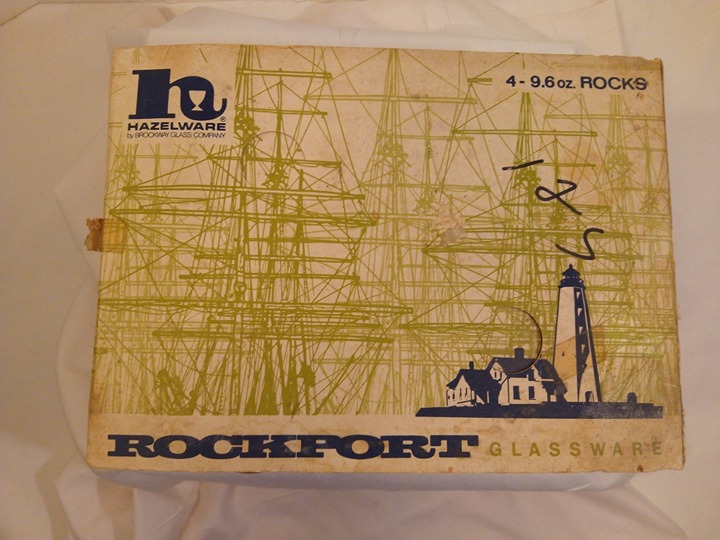 h
HAZELWARE®
by BROCKWAY GLASS COMPANY
4 - 9.6 oz. ROCKS
ROCKPORT GLASSWARE